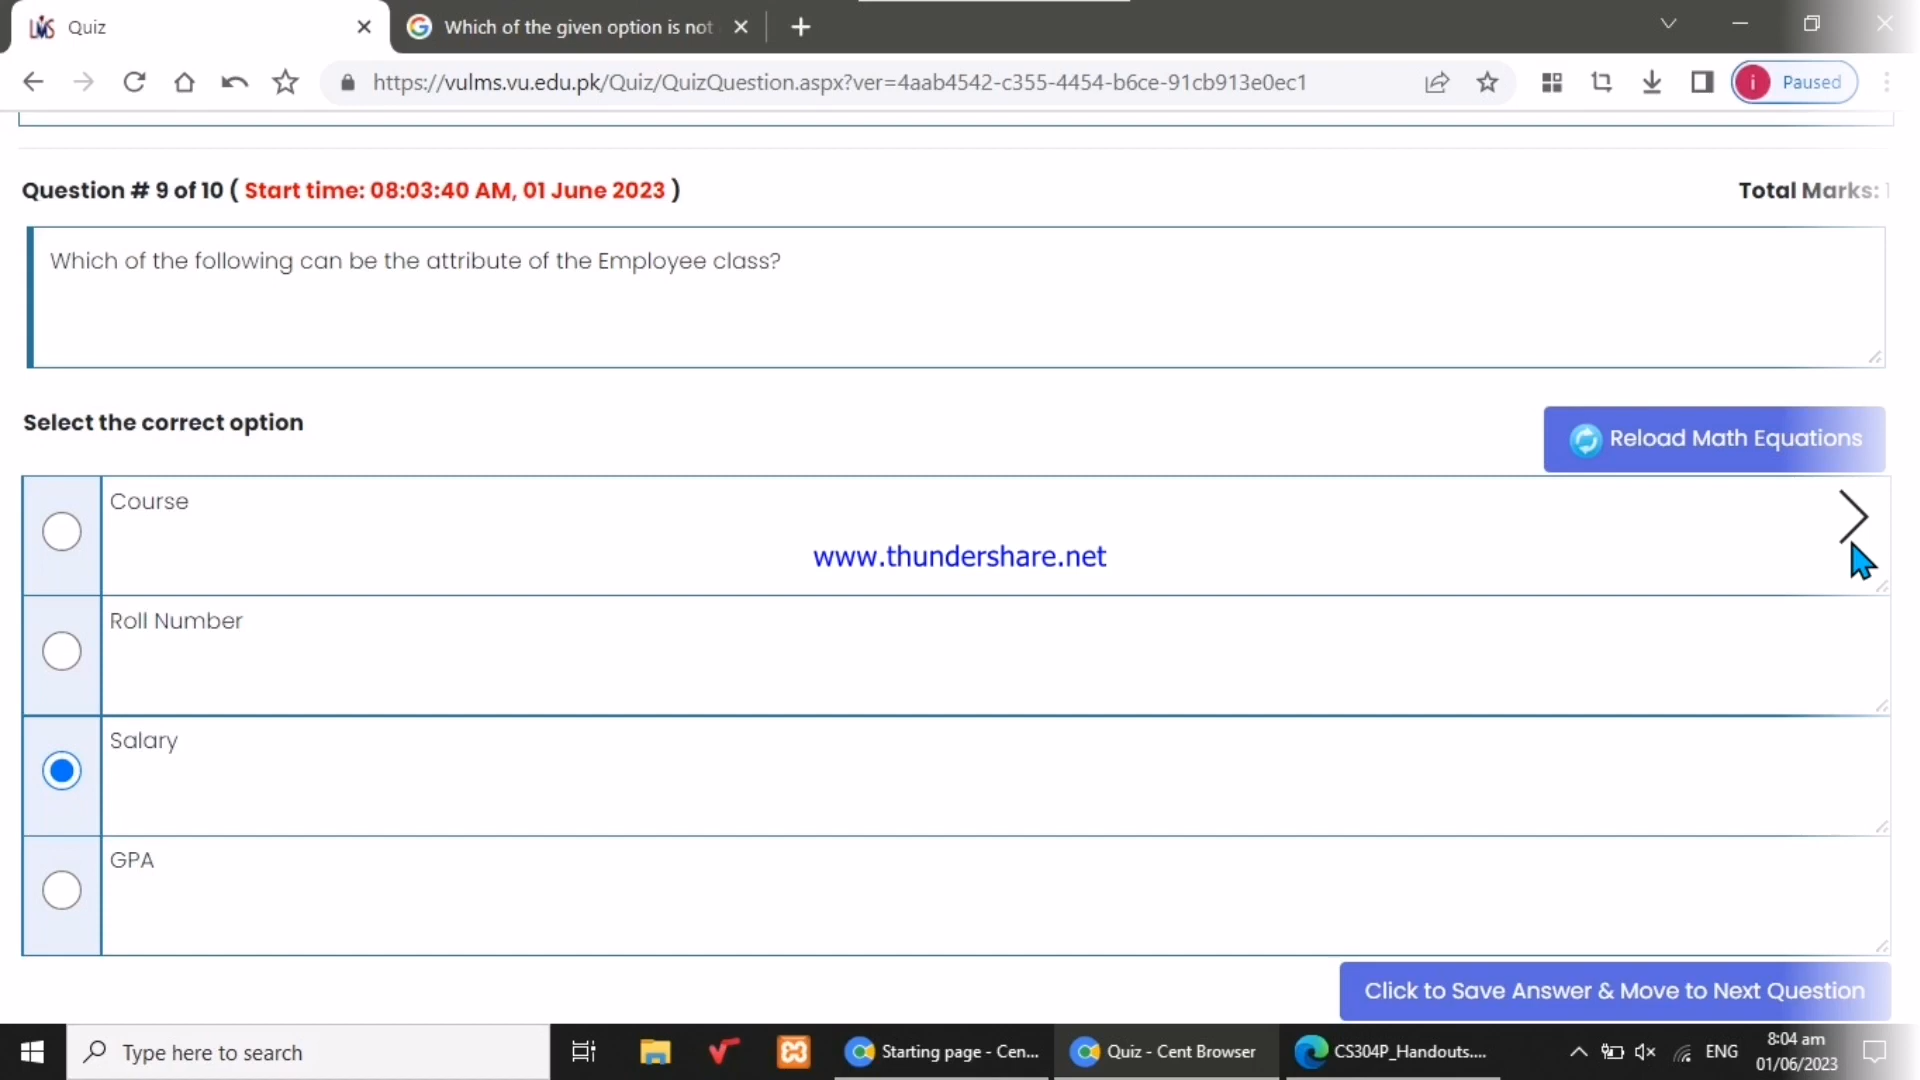 Quiz
Which of the given option is not
https://vulms.vu.edu.pk/Quiz/QuizQuestion.aspx?ver=4aab4542-c355-4454-b6ce-91cb913e0ec1
i Paused
Question # 9 of 10 ( Start time: 08:03:40 AM, 01 June 2023 )
Total Marks: 1
Which of the following can be the attribute of the Employee class?
Select the correct option
Reload Math Equations
Course
www.thundershare.net
Roll Number
Salary
GPA
Click to Save Answer & Move to Next Question
Type here to search
Starting page - Cen...
Quiz - Cent Browser
CS304P_Handouts....
ENG
8:04 am
01/06/2023